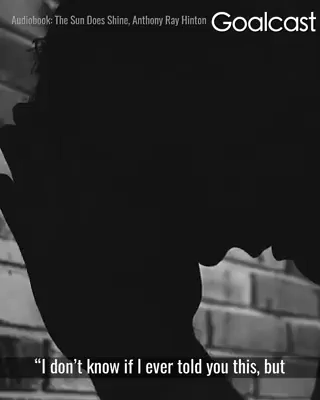 Audiobook: The Sun Does Shine, Anthony Ray Hinton
Goalcast
“I don’t know if I ever told you this, but